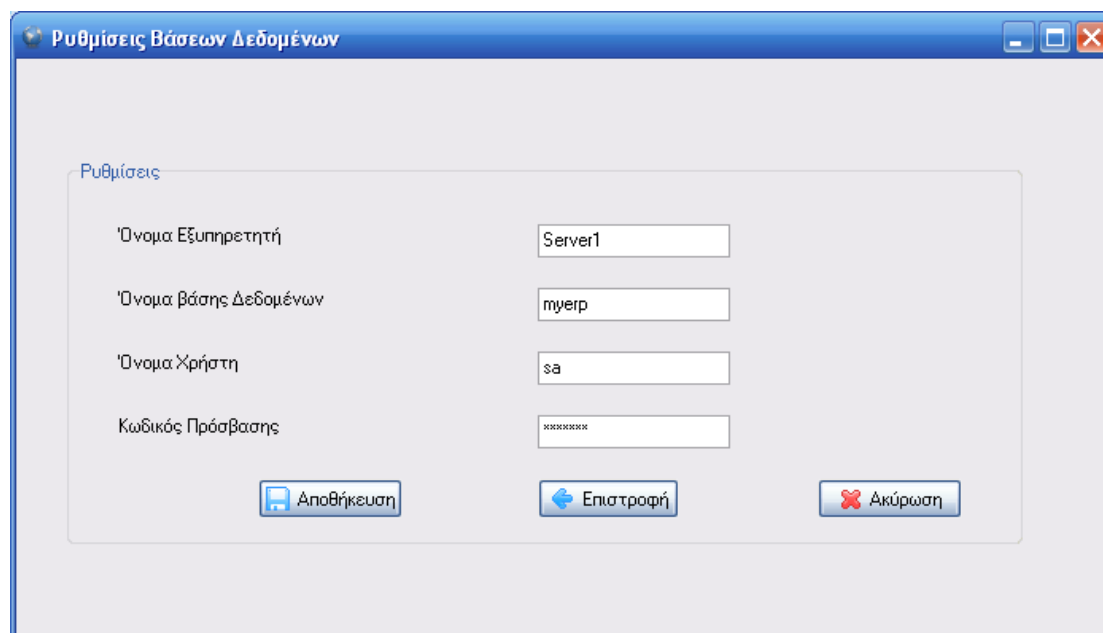 Ρυθμίσεις Βάσεων Δεδομένων
Ρυθμίσεις
Όνομα Εξυπηρετητή
Server1
Όνομα βάσης Δεδομένων
myerp
Όνομα Χρήστη
sa
Κωδικός Πρόσβασης
*******
Αποθήκευση
Επιστροφή
Ακύρωση